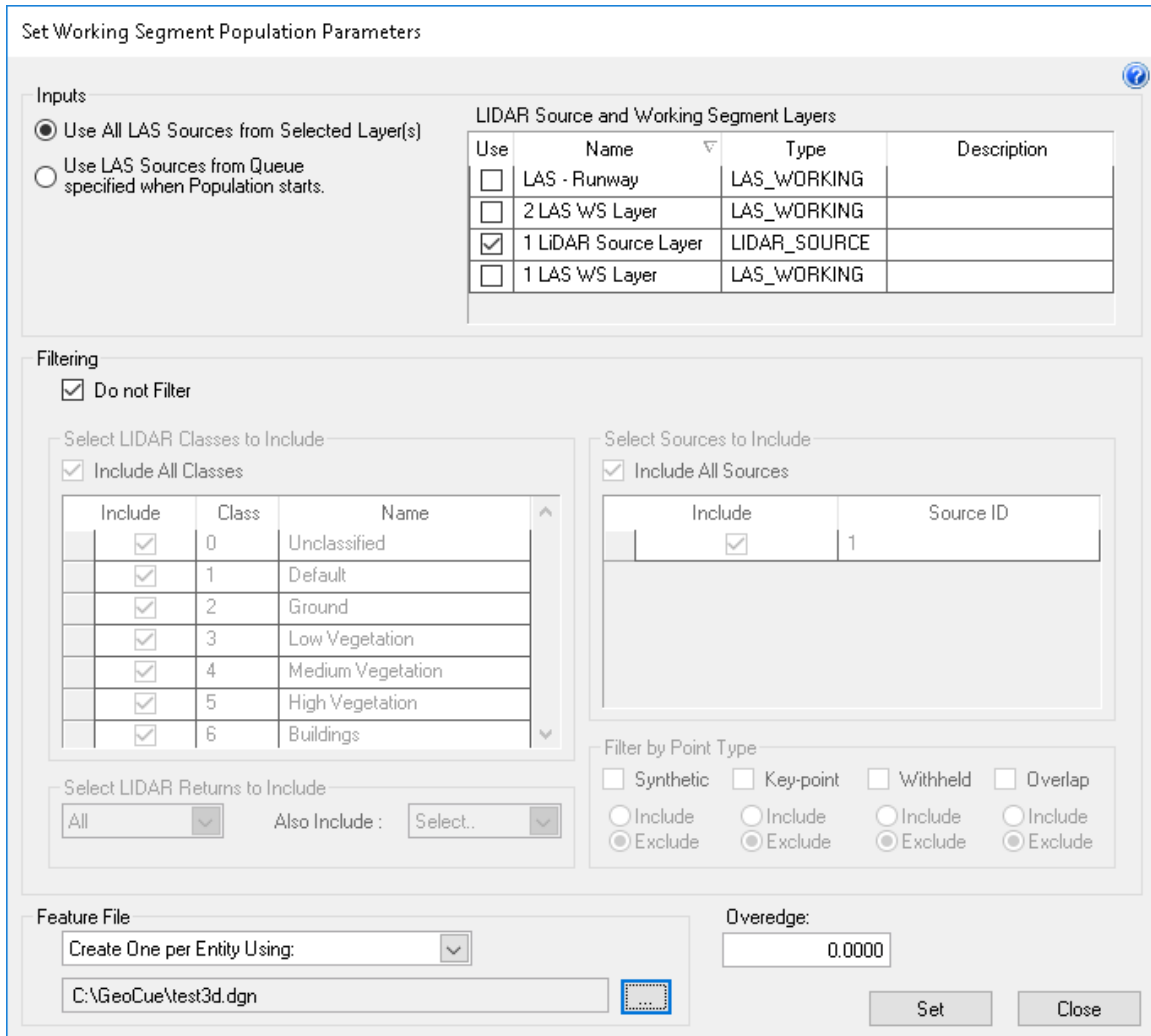 Set Working Segment Population Parameters
?
Inputs
Use All LAS Sources from Selected Layer(s)
Use LAS Sources from Queue
specified when Population starts.
LIDAR Source and Working Segment Layers
Use Name Type Description
LAS - Runway LAS_WORKING
2 LAS WS Layer LAS_WORKING
1 LiDAR Source Layer LIDAR_SOURCE
1 LAS WS Layer LAS_WORKING
Filtering
Do not Filter
Select LIDAR Classes to Include
Include All Classes
Include Class Name
0 Unclassified
1 Default
2 Ground
3 Low Vegetation
4 Medium Vegetation
5 High Vegetation
6 Buildings
Select LIDAR Returns to Include
All Also Include : Select..
Select Sources to Include
Include All Sources
Include Source ID
1
Filter by Point Type
Synthetic Key-point Withheld Overlap
Include Include Include Include
Exclude Exclude Exclude Exclude
Feature File
Create One per Entity Using:
C:\GeoCue\test3d.dgn ...
Overedge:
0.0000
Set Close